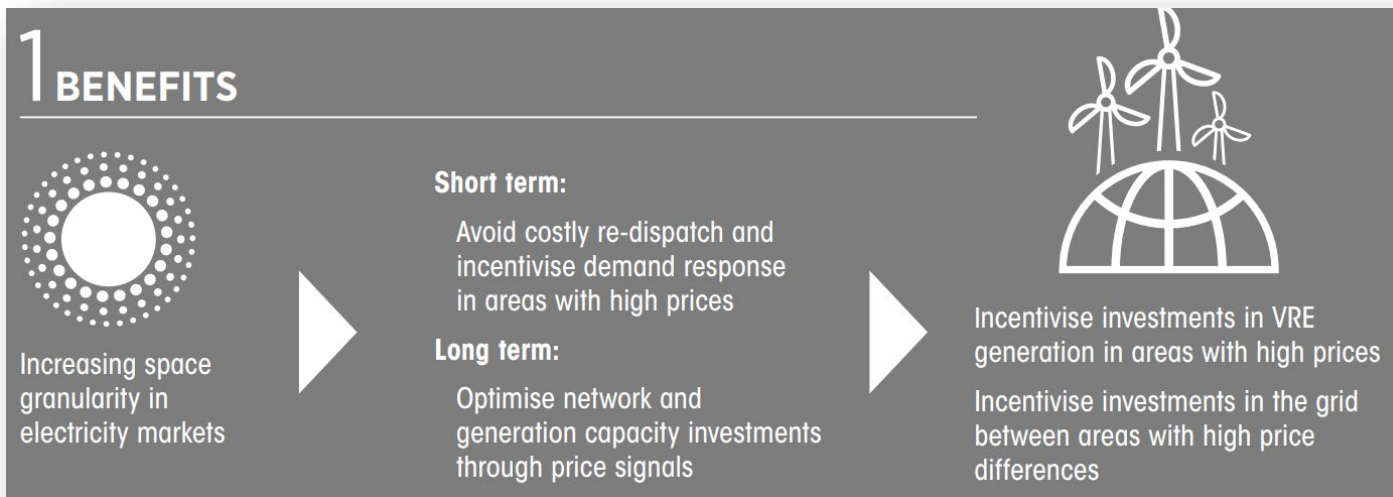 1 BENEFITS
Increasing space
granularity in
electricity markets
Short term:
Avoid costly re-dispatch and
incentivise demand response
in areas with high prices
Long term:
Optimise network and
generation capacity investments
through price signals
Incentivise investments in VRE
generation in areas with high prices
Incentivise investments in the grid
between areas with high price
differences